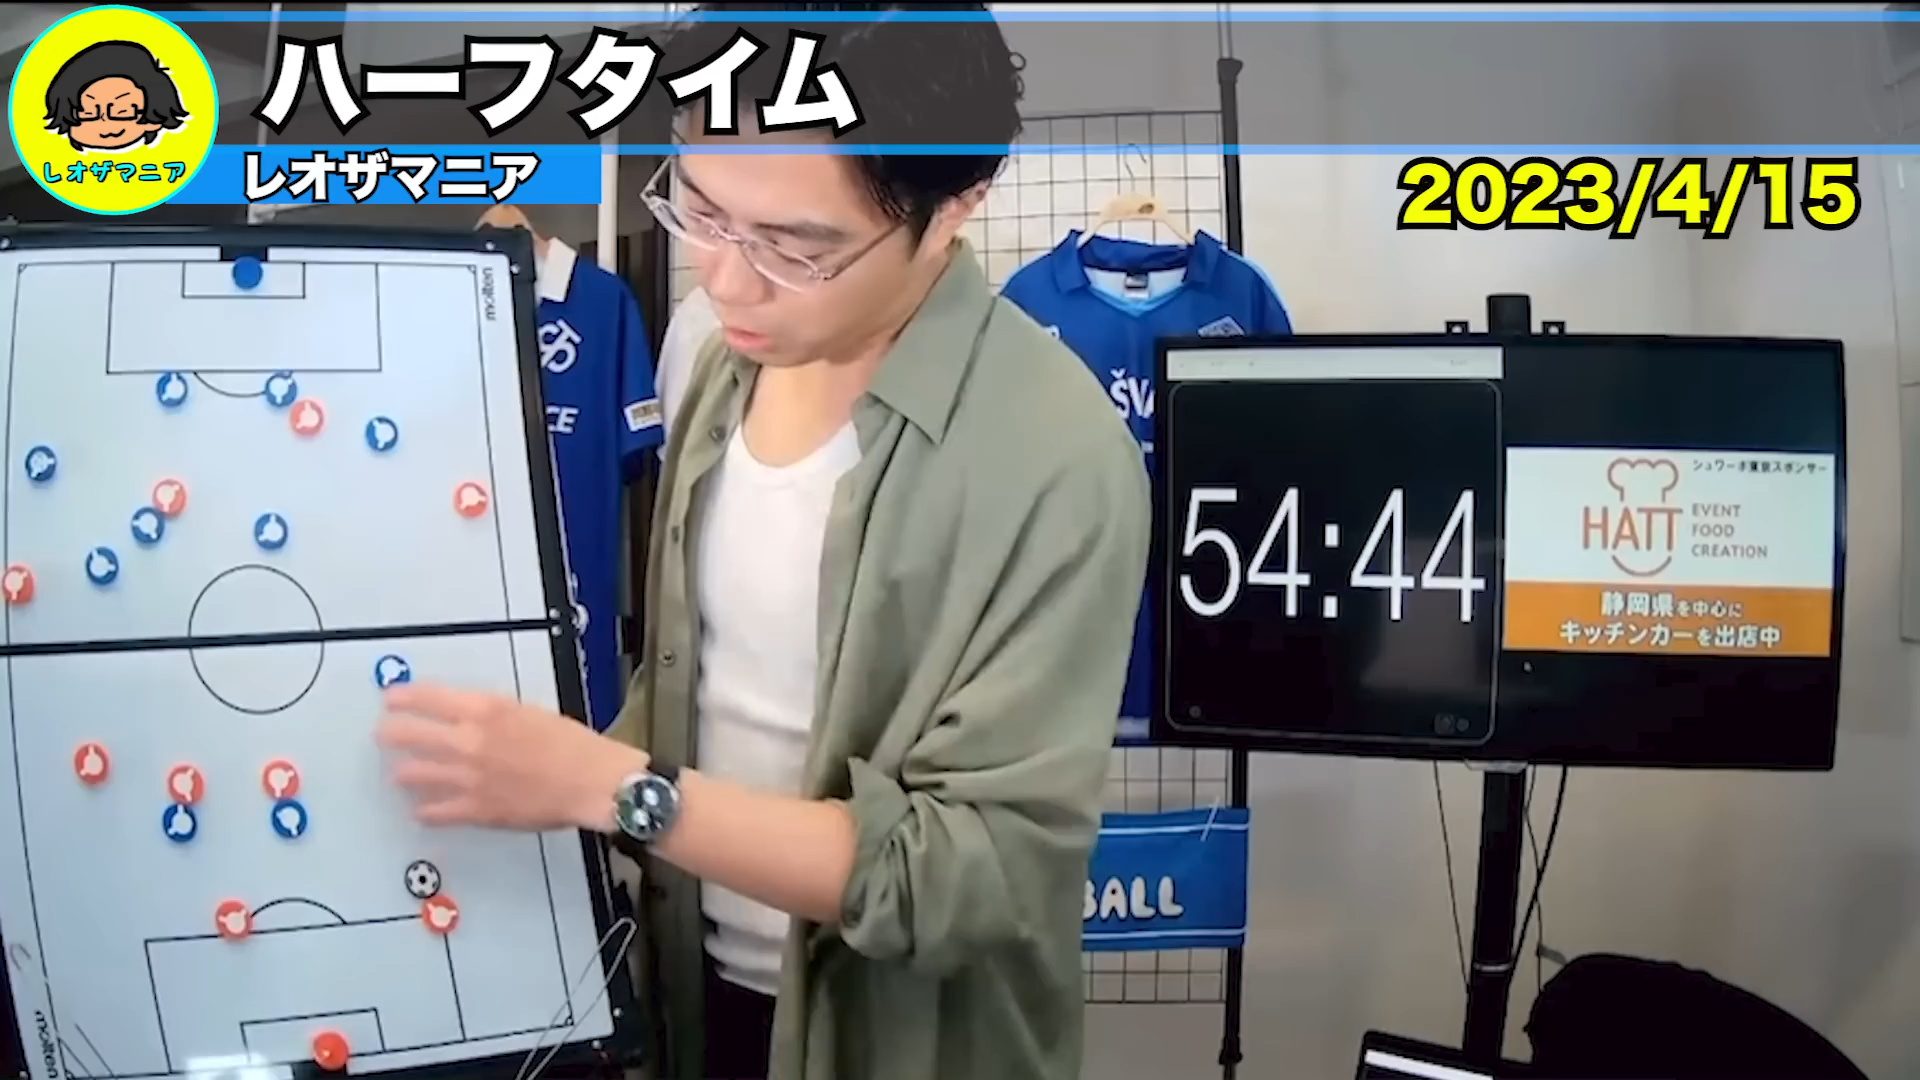 ハーフタイム
レオザマニア
レオザマニア
2023/4/15
molten
CE
ŠVA
54:44
シュワーボ東京スポンサー
HATT
EVENT
FOOD
CREATION
静岡県を中心に
キッチンカーを出店中
BALL
molten